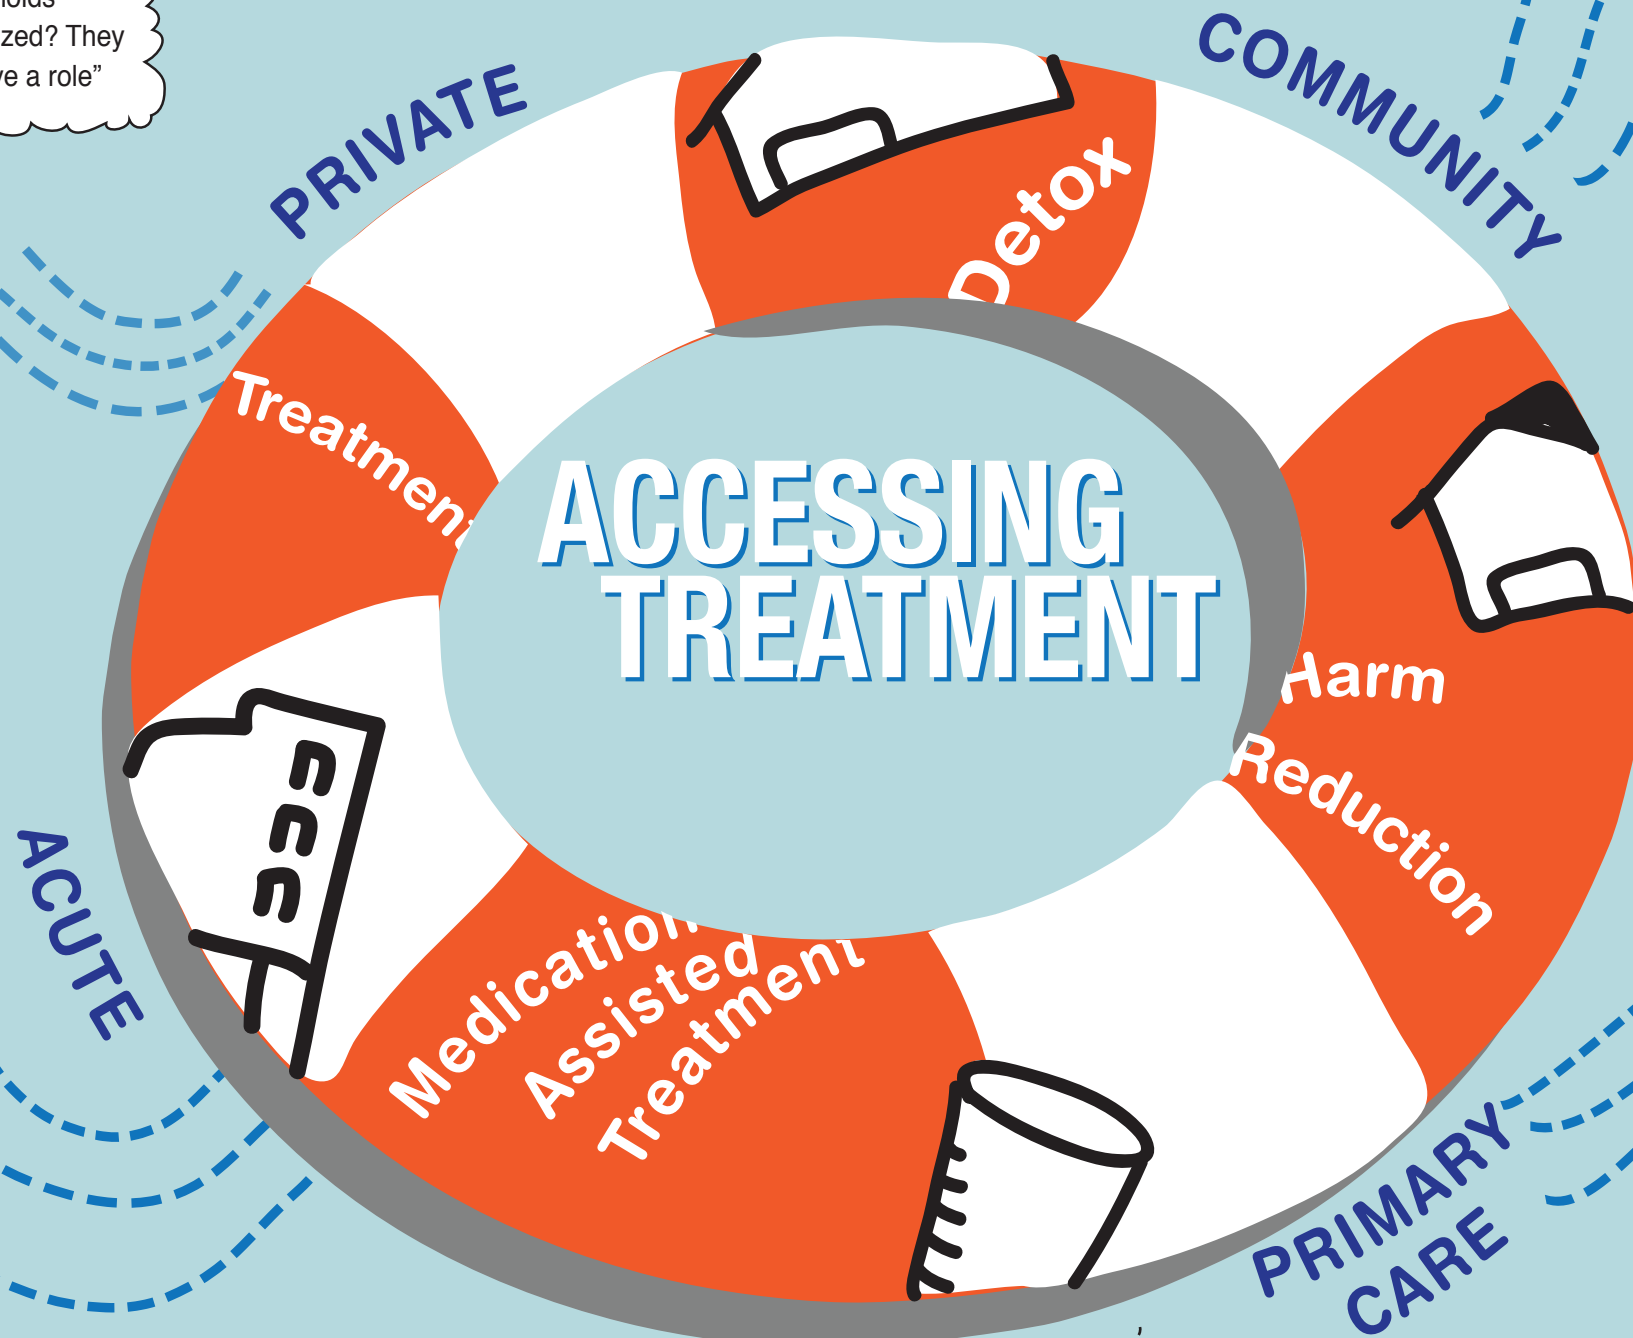 zed? They
ve a role”
PRIVATE
COMMUNITY
Detox
Treatment
ACCESSING
TREATMENT
Harm
Reduction
ACUTE
Medication
Assisted
Treatment
PRIMARY
CARE